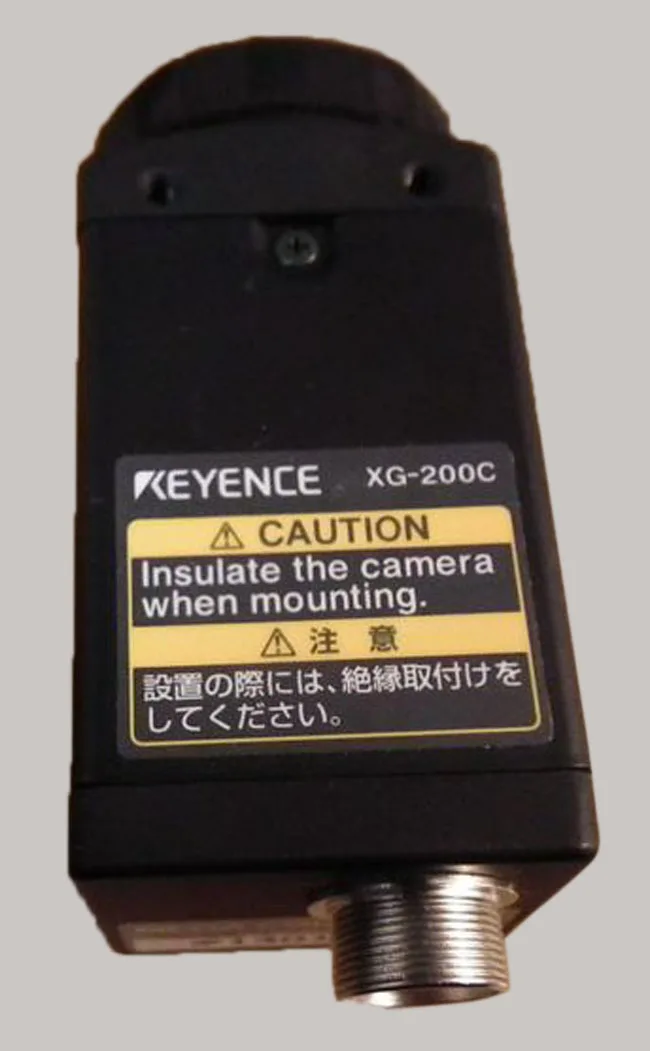 KEYENCE XG-200C
⚠ CAUTION
Insulate the camera
when mounting.
⚠ 注意
設置の際には、絶縁取付けを
してください。